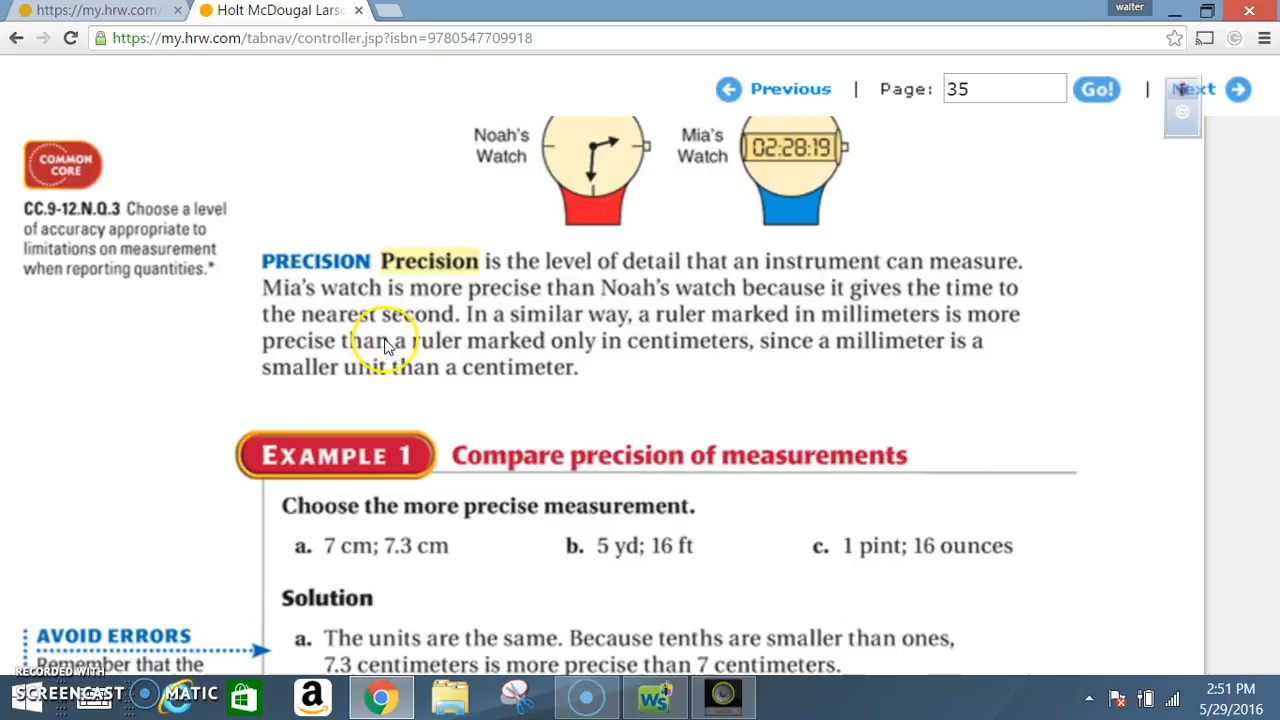 https://my.hrw.com/tabnav/
Holt McDougal Lars
walter
https://my.hrw.com/tabnav/controller.jsp?isbn=9780547709918
Previous | Page: 35 Go! | Next
Noah's Watch
Mia's Watch
02:28:19
COMMON CORE
CC.9-12.N.Q.3 Choose a level
of accuracy appropriate to
limitations on measurement
when reporting quantities.*
PRECISION Precision is the level of detail that an instrument can measure.
Mia's watch is more precise than Noah's watch because it gives the time to
the nearest second. In a similar way, a ruler marked in millimeters is more
precise than a ruler marked only in centimeters, since a millimeter is a
smaller unit than a centimeter.
EXAMPLE 1 Compare precision of measurements
Choose the more precise measurement.
a. 7 cm; 7.3 cm b. 5 yd; 16 ft c. 1 pint; 16 ounces
Solution
a. The units are the same. Because tenths are smaller than ones,
7.3 centimeters is more precise than 7 centimeters.
AVOID ERRORS
Remember that the
RECORDED WITH
SCREENCAST MATIC
WS
2:51 PM
5/29/2016